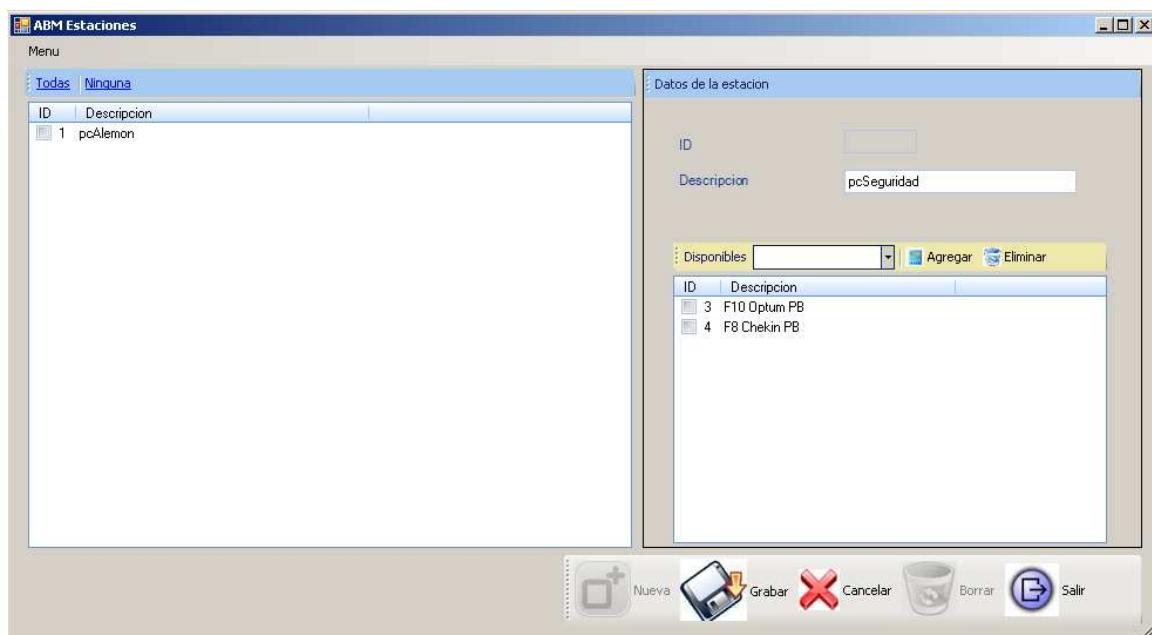 ABM Estaciones
Menu
Todas Ninguna
ID Descripcion
1 pcAlemon
Datos de la estacion
ID
Descripcion pcSeguridad
Disponibles Agregar Eliminar
ID Descripcion
3 F10 Optum PB
4 F8 Chekin PB
Nueva Grabar Cancelar Borrar Salir